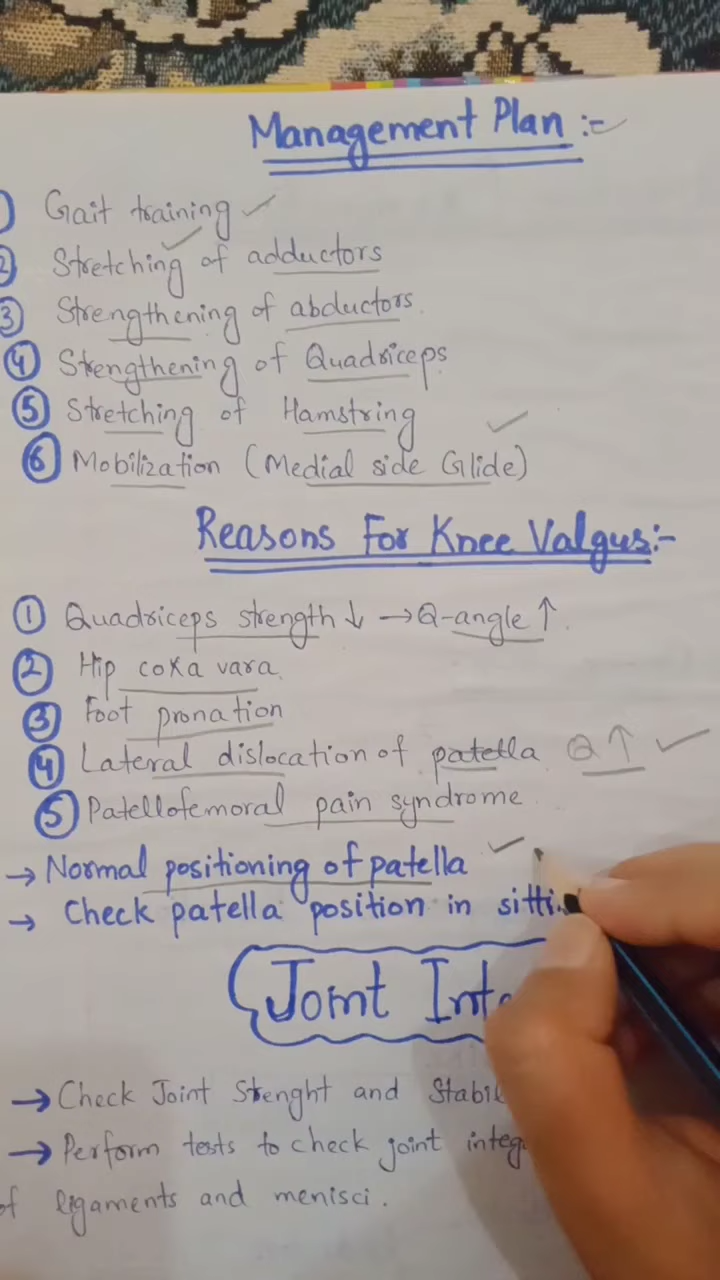 Management Plan :-
1) Gait training
2 Stretching of adductors
3 Strengthening of abductors.
4 Stengthening of Quadriceps
5 Stretching of Hamstring
6 Mobilization (Medial side Glide)
Reasons For Knee Valgus:-
1 Quadriceps strength ↓ → Q-angle ↑.
2 Hip coxa vara.
3 Foot pronation
4 Lateral dislocation of patella Q ↑
5 Patellofemoral pain syndrome
→ Normal positioning of patella
→ Check patella position in
Joint
→ Check Joint Strenght and
→ Perform tests to check joint
of ligaments and menisci.